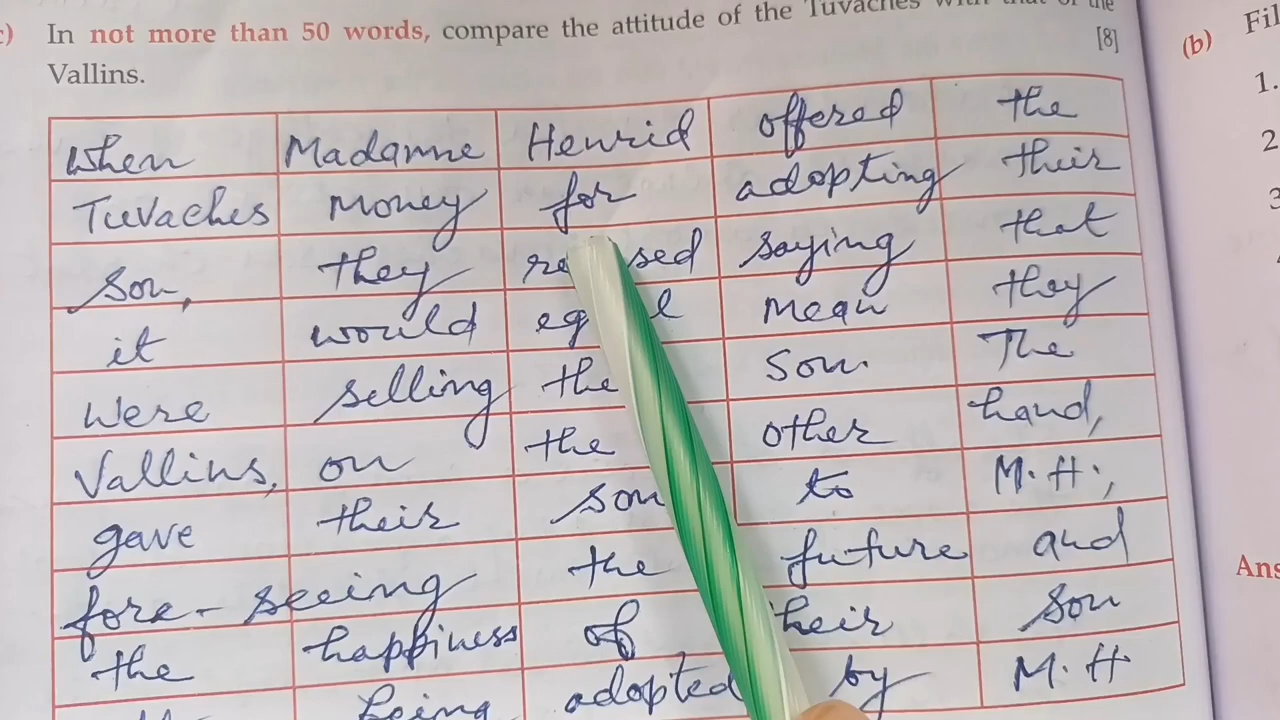 In not more than 50 words, compare the attitude of the Tuvaches with that of the
Vallins. [8]
When Madamne Henrid offered the
Tuvaches money for adopting their
son, they saying that
it would mean they
were selling the son. The
Vallins, on the other hand,
gave their son to M.H.,
fore-seeing the future and
the happiness of son
being adopted by M.H
(b) Fil
1.
2
3
Ans